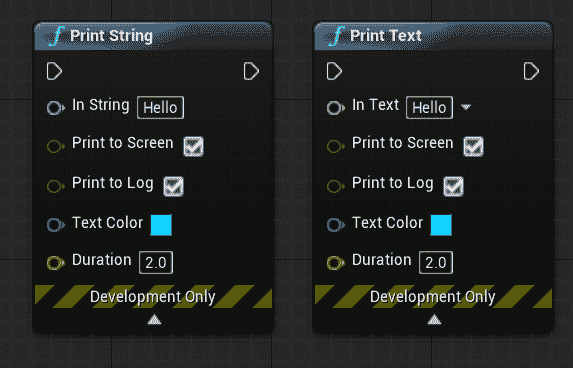 Print String
In String Hello
Print to Screen
Print to Log
Text Color
Duration 2.0
Development Only
Print Text
In Text Hello
Print to Screen
Print to Log
Text Color
Duration 2.0
Development Only